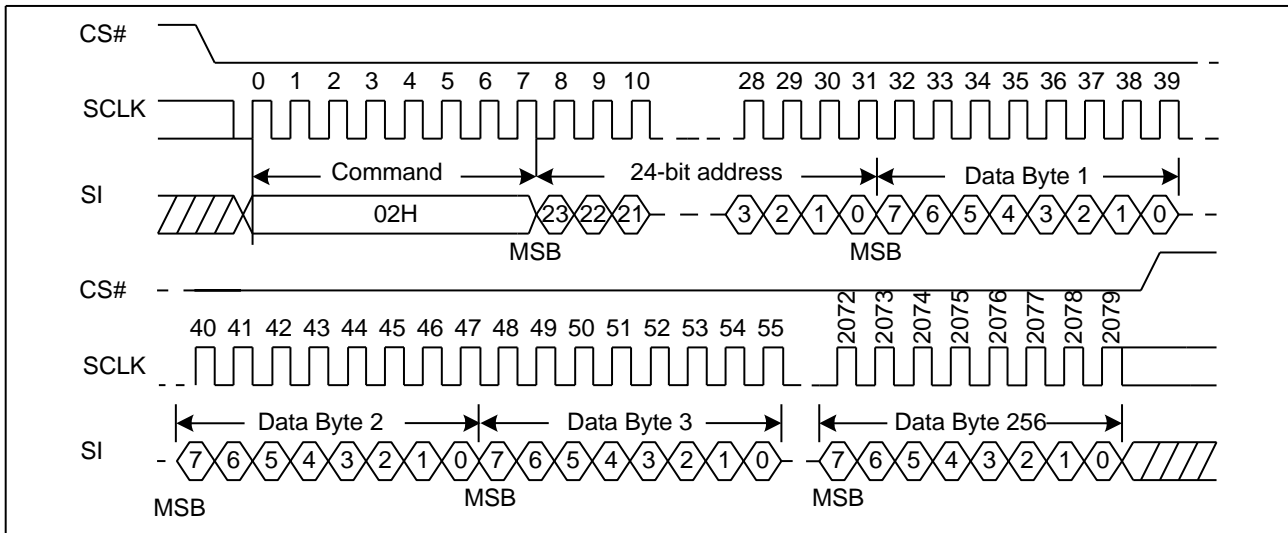 CS#
0 1 2 3 4 5 6 7 8 9 10 28 29 30 31 32 33 34 35 36 37 38 39
SCLK
Command 24-bit address Data Byte 1
SI
02H 23 22 21 3 2 1 0 7 6 5 4 3 2 1 0
MSB MSB
CS#
40 41 42 43 44 45 46 47 48 49 50 51 52 53 54 55 2072 2073 2074 2075 2076 2077 2078 2079
SCLK
Data Byte 2 Data Byte 3 Data Byte 256
SI
7 6 5 4 3 2 1 0 7 6 5 4 3 2 1 0 7 6 5 4 3 2 1 0
MSB MSB MSB